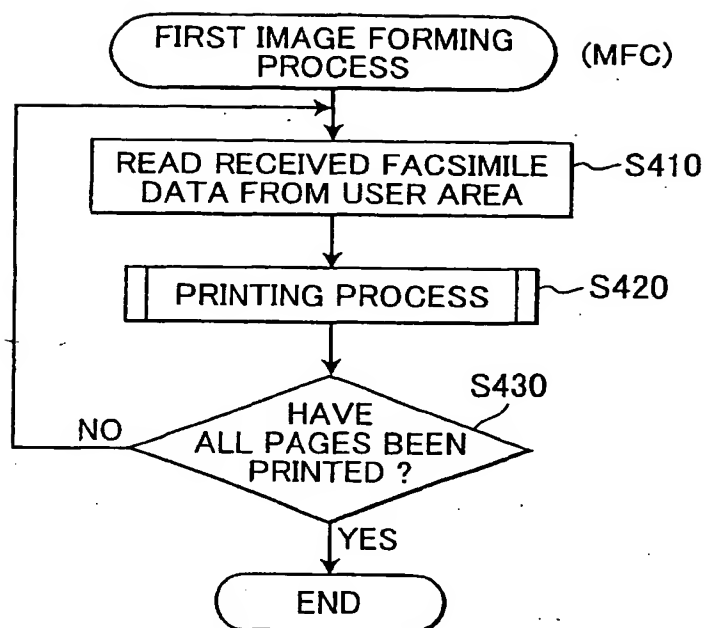 FIRST IMAGE FORMING
PROCESS
(MFC)
READ RECEIVED FACSIMILE
DATA FROM USER AREA
S410
PRINTING PROCESS
S420
S430
HAVE
ALL PAGES BEEN
PRINTED ?
NO
YES
END